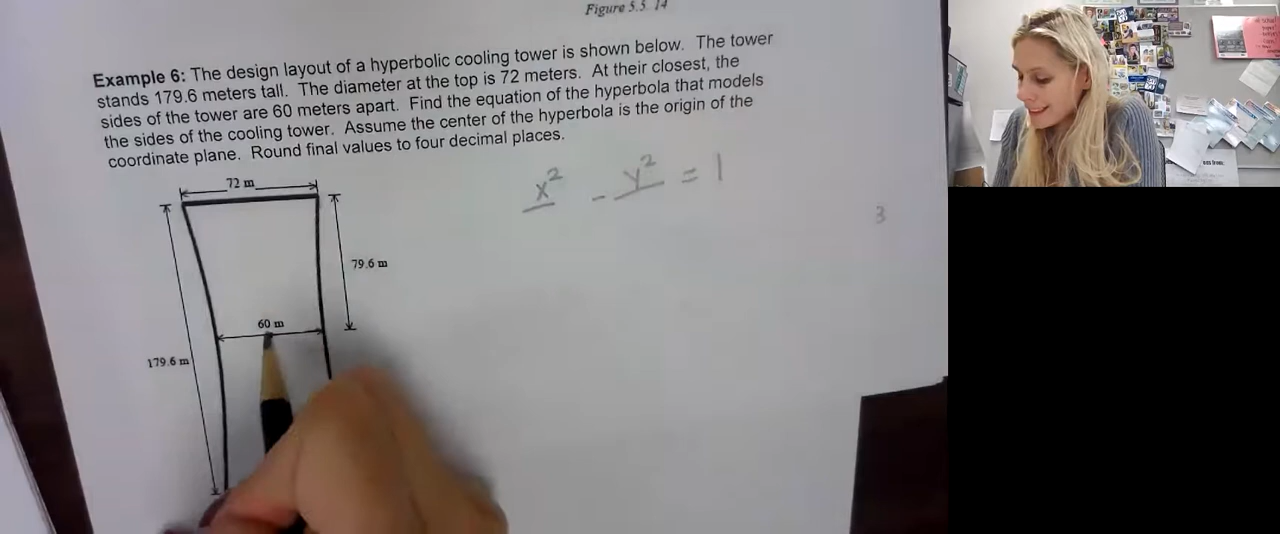 Figure 5.5.14
Example 6: The design layout of a hyperbolic cooling tower is shown below. The tower
stands 179.6 meters tall. The diameter at the top is 72 meters. At their closest, the
sides of the tower are 60 meters apart. Find the equation of the hyperbola that models
the sides of the cooling tower. Assume the center of the hyperbola is the origin of the
coordinate plane. Round final values to four decimal places.
x² - y² = 1
72 m
3
79.6 m
60 m
179.6 m